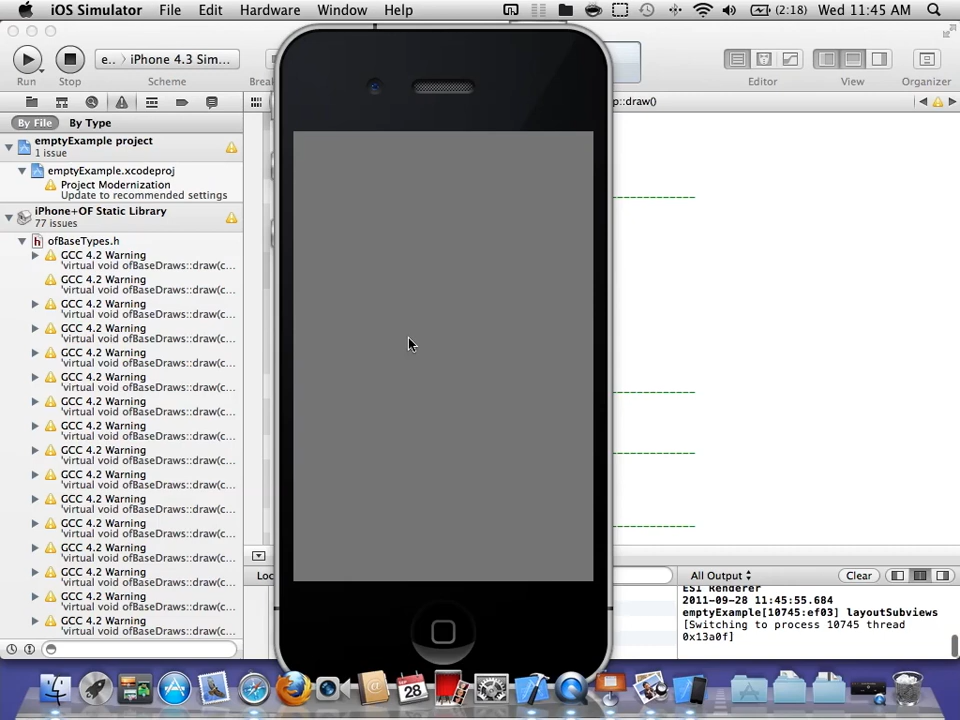 iOS Simulator File Edit Hardware Window Help (2:18) Wed 11:45 AM
e.. iPhone 4.3 Sim...
Run Stop Scheme Editor View Organizer
p::draw()
By File By Type
emptyExample project
1 issue
emptyExample.xcodeproj
Project Modernization
Update to recommended settings
iPhone+OF Static Library
77 issues
ofBaseTypes.h
GCC 4.2 Warning
'virtual void ofBaseDraws::draw(c...
GCC 4.2 Warning
'virtual void ofBaseDraws::draw(c...
GCC 4.2 Warning
'virtual void ofBaseDraws::draw(c...
GCC 4.2 Warning
'virtual void ofBaseDraws::draw(c...
GCC 4.2 Warning
'virtual void ofBaseDraws::draw(c...
GCC 4.2 Warning
'virtual void ofBaseDraws::draw(c...
GCC 4.2 Warning
'virtual void ofBaseDraws::draw(c...
GCC 4.2 Warning
'virtual void ofBaseDraws::draw(c...
GCC 4.2 Warning
'virtual void ofBaseDraws::draw(c...
GCC 4.2 Warning
'virtual void ofBaseDraws::draw(c...
GCC 4.2 Warning
'virtual void ofBaseDraws::draw(c...
GCC 4.2 Warning
'virtual void ofBaseDraws::draw(c...
GCC 4.2 Warning
'virtual void ofBaseDraws::draw(c...
GCC 4.2 Warning
'virtual void ofBaseDraws::draw(c...
GCC 4.2 Warning
'virtual void ofBaseDraws::draw(c...
GCC 4.2 Warning
'virtual void ofBaseDraws::draw(c...
Loc
All Output Clear
ES1 Renderer
2011-09-28 11:45:55.684
emptyExample[10745:ef03] layoutSubviews
[Switching to process 10745 thread
0x13a0f]
28